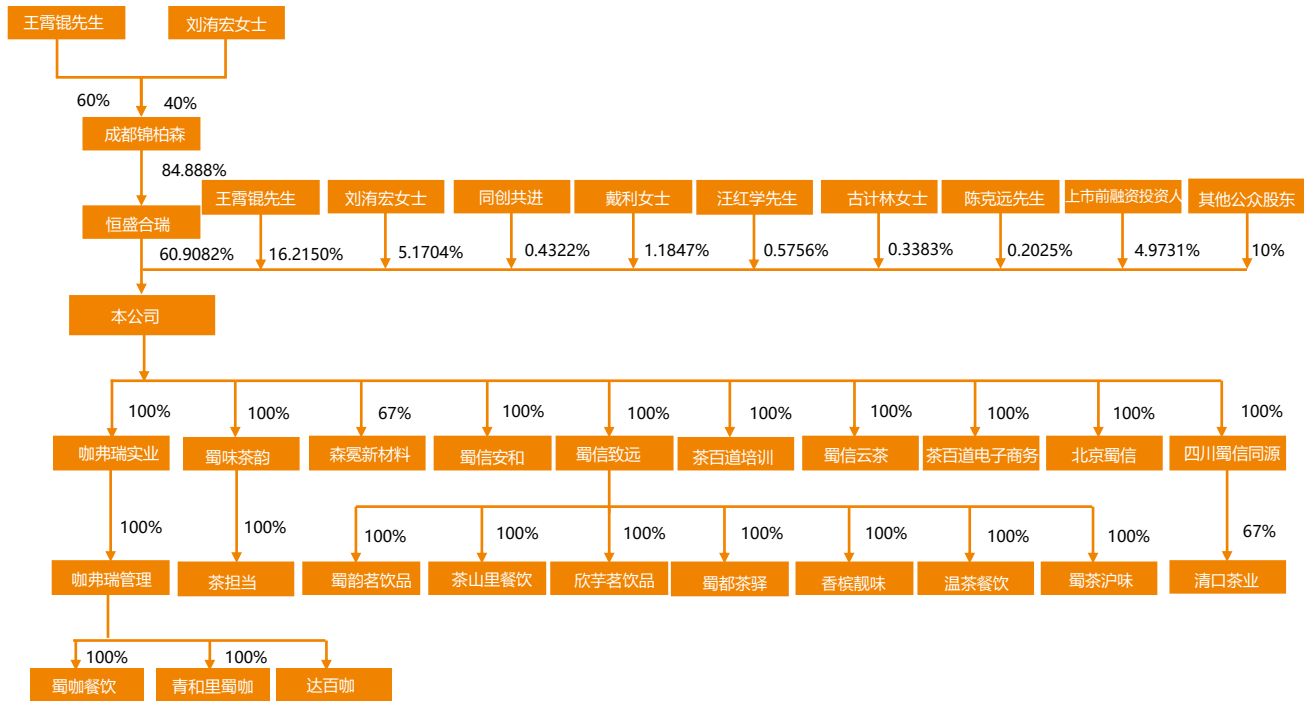 王霄锟先生
刘洧宏女士
60%
40%
成都锦柏森
84.888%
恒盛合瑞
王霄锟先生
刘洧宏女士
同创共进
戴利女士
汪红学先生
古计林女士
陈克远先生
上市前融资投资人
其他公众股东
60.9082%
16.2150%
5.1704%
0.4322%
1.1847%
0.5756%
0.3383%
0.2025%
4.9731%
10%
本公司
100%
100%
67%
100%
100%
100%
100%
100%
100%
100%
咖弗瑞实业
蜀味茶韵
森冕新材料
蜀信安和
蜀信致远
茶百道培训
蜀信云茶
茶百道电子商务
北京蜀信
四川蜀信同源
100%
100%
100%
100%
100%
100%
100%
100%
100%
67%
咖弗瑞管理
茶担当
蜀韵茗饮品
茶山里餐饮
欣芋茗饮品
蜀都茶驿
香槟靓味
温茶餐饮
蜀茶沪味
清口茶业
100%
100%
蜀咖餐饮
青和里蜀咖
达百咖